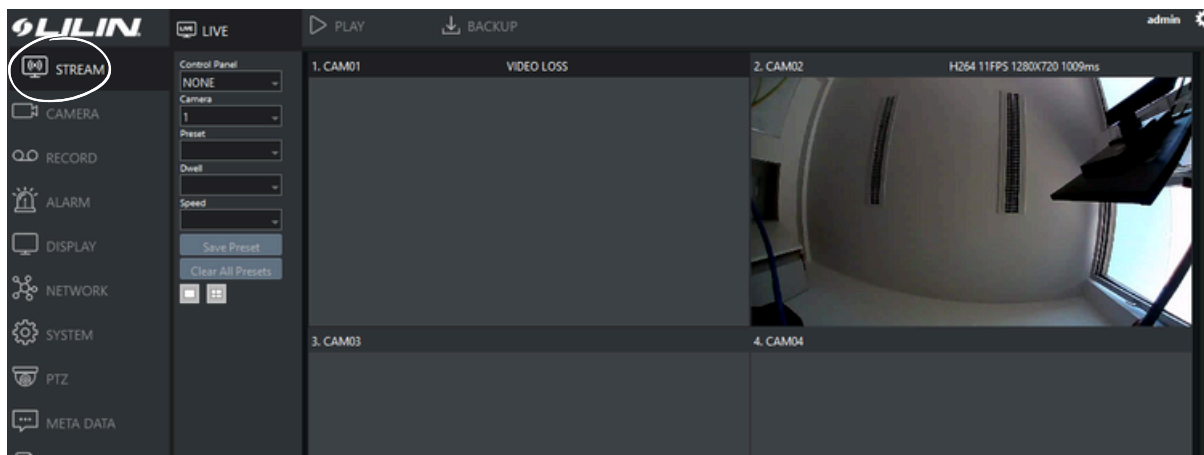 LILIN
LIVE
PLAY
BACKUP
admin
STREAM
CAMERA
RECORD
ALARM
DISPLAY
NETWORK
SYSTEM
PTZ
META DATA
Control Panel
NONE
Camera
1
Preset
Dwell
Speed
Save Preset
Clear All Presets
1. CAM01
VIDEO LOSS
2. CAM02
H264 11FPS 1280X720 1009ms
3. CAM03
4. CAM04